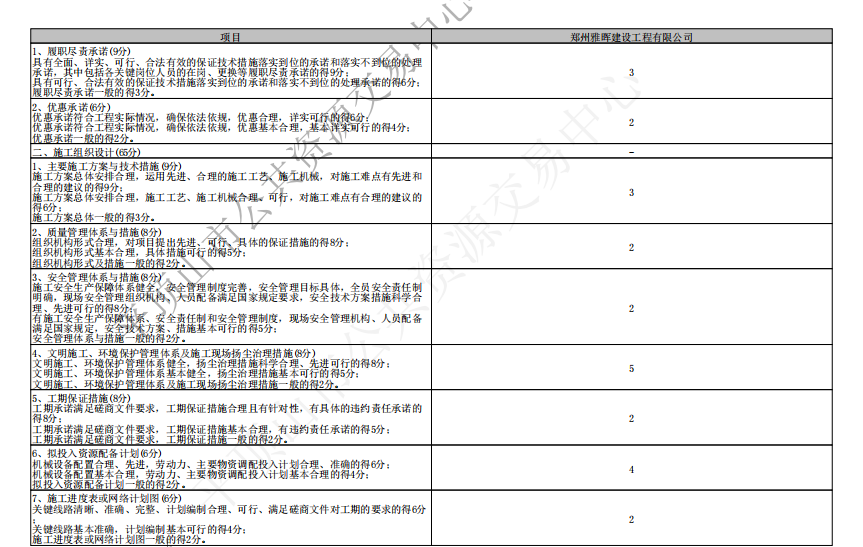 项目 郑州雅晖建设工程有限公司
1、履职尽责承诺(9分)
具有全面、详实、可行、合法有效的保证技术措施落实到位的承诺和落实不到位的处理
承诺，其中包括各关键岗位人员的在岗、更换等履职尽责承诺的得9分；
具有可行、合法有效的保证技术措施落实到位的承诺和落实不到位的处理承诺的得6分；
履职尽责承诺一般的得3分。
3
2、优惠承诺(6分)
优惠承诺符合工程实际情况，确保依法依规，优惠合理，详实可行的得6分；
优惠承诺符合工程实际情况，确保依法依规，优惠基本合理，基本详实可行的得4分；
优惠承诺一般的得2分。
2
二、施工组织设计(65分) -
1、主要施工方案与技术措施(9分)
施工方案总体安排合理，运用先进、合理的施工工艺、施工机械，对施工难点有先进和
合理的建议的得9分；
施工方案总体安排合理，施工工艺、施工机械合理、可行，对施工难点有合理的建议的
得6分；
施工方案总体一般的得3分。
3
2、质量管理体系与措施(8分)
组织机构形式合理，对项目提出先进、可行、具体的保证措施的得8分；
组织机构形式基本合理，具体措施可行的得5分；
组织机构形式及措施一般的得2分。
2
3、安全管理体系与措施(8分)
施工安全生产保障体系健全，安全管理制度完善，安全管理目标具体，全员安全责任制
明确，现场安全管理组织机构、人员配备满足国家规定要求，安全技术方案措施科学合
理、先进可行的得8分；
有施工安全生产保障体系、安全责任制和安全管理制度，现场安全管理机构、人员配备
满足国家规定，安全技术方案、措施基本可行的得5分；
安全管理体系与措施一般的得2分。
2
4、文明施工、环境保护管理体系及施工现场扬尘治理措施(8分)
文明施工、环境保护管理体系健全，扬尘治理措施科学合理、先进可行的得8分；
文明施工、环境保护管理体系基本健全，扬尘治理措施基本可行的得5分；
文明施工、环境保护管理体系及施工现场扬尘治理措施一般的得2分。
5
5、工期保证措施(8分)
工期承诺满足磋商文件要求，工期保证措施合理且有针对性，有具体的违约责任承诺的
得8分；
工期承诺满足磋商文件要求，工期保证措施基本合理，有违约责任承诺的得5分；
工期承诺满足磋商文件要求，工期保证措施一般的得2分。
2
6、拟投入资源配备计划(6分)
机械设备配置合理、先进，劳动力、主要物资调配投入计划合理、准确的得6分；
机械设备配置基本合理，劳动力、主要物资调配投入计划基本合理的得4分；
拟投入资源配备计划一般的得2分。
4
7、施工进度表或网络计划图(6分)
关键线路清晰、准确、完整、计划编制合理、可行、满足磋商文件对工期的要求的得6分
；
关键线路基本准确，计划编制基本可行的得4分；
施工进度表或网络计划图一般的得2分。
2
平顶山市公共资源交易中心
平顶山市公共资源交易中心